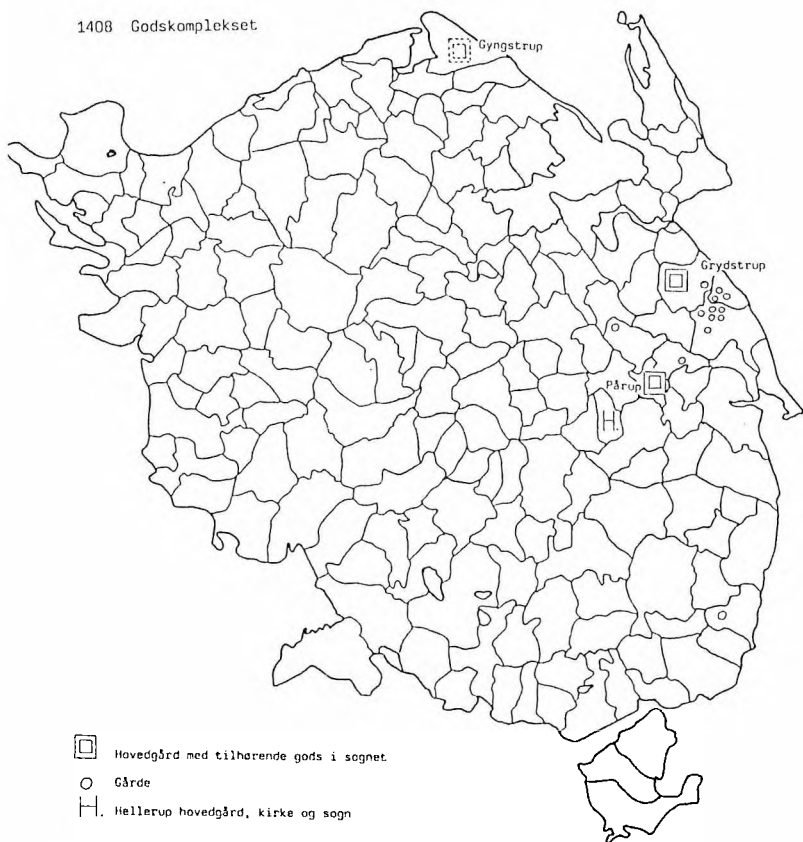 1408 Godskomplekset
Gyngstrup
Grydstrup
Pårup
H.
Hovedgård med tilhørende gods i sognet
Gårde
H. Hellerup hovedgård, kirke og sogn